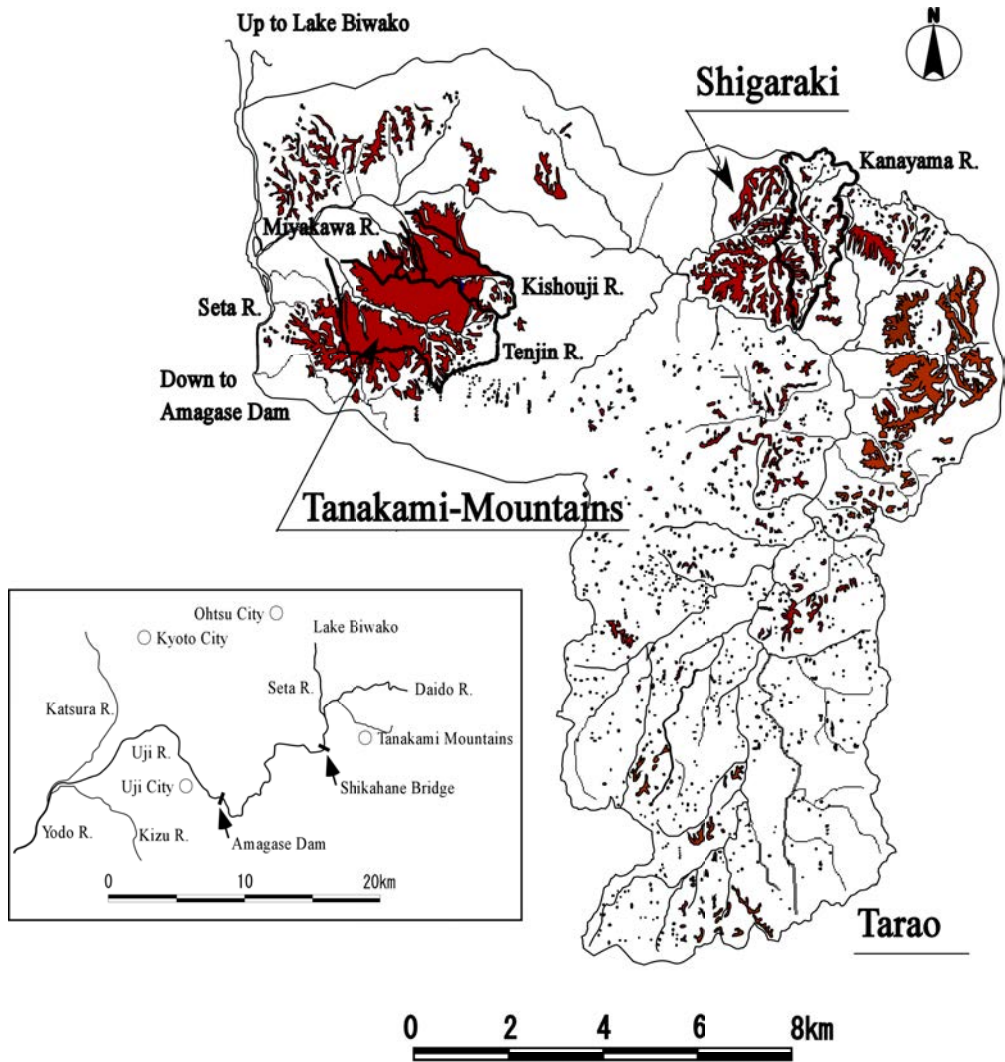 Up to Lake Biwako
N
Shigaraki
Kanayama R.
Miyakawa R.
Kishouji R.
Seta R.
Tenjin R.
Down to
Amagase Dam
Tanakami-Mountains
Ohtsu City
Kyoto City
Lake Biwako
Seta R.
Daido R.
Katsura R.
Tanakami Mountains
Uji R.
Uji City
Shikahane Bridge
Yodo R.
Kizu R.
Amagase Dam
0 10 20km
Tarao
0 2 4 6 8km